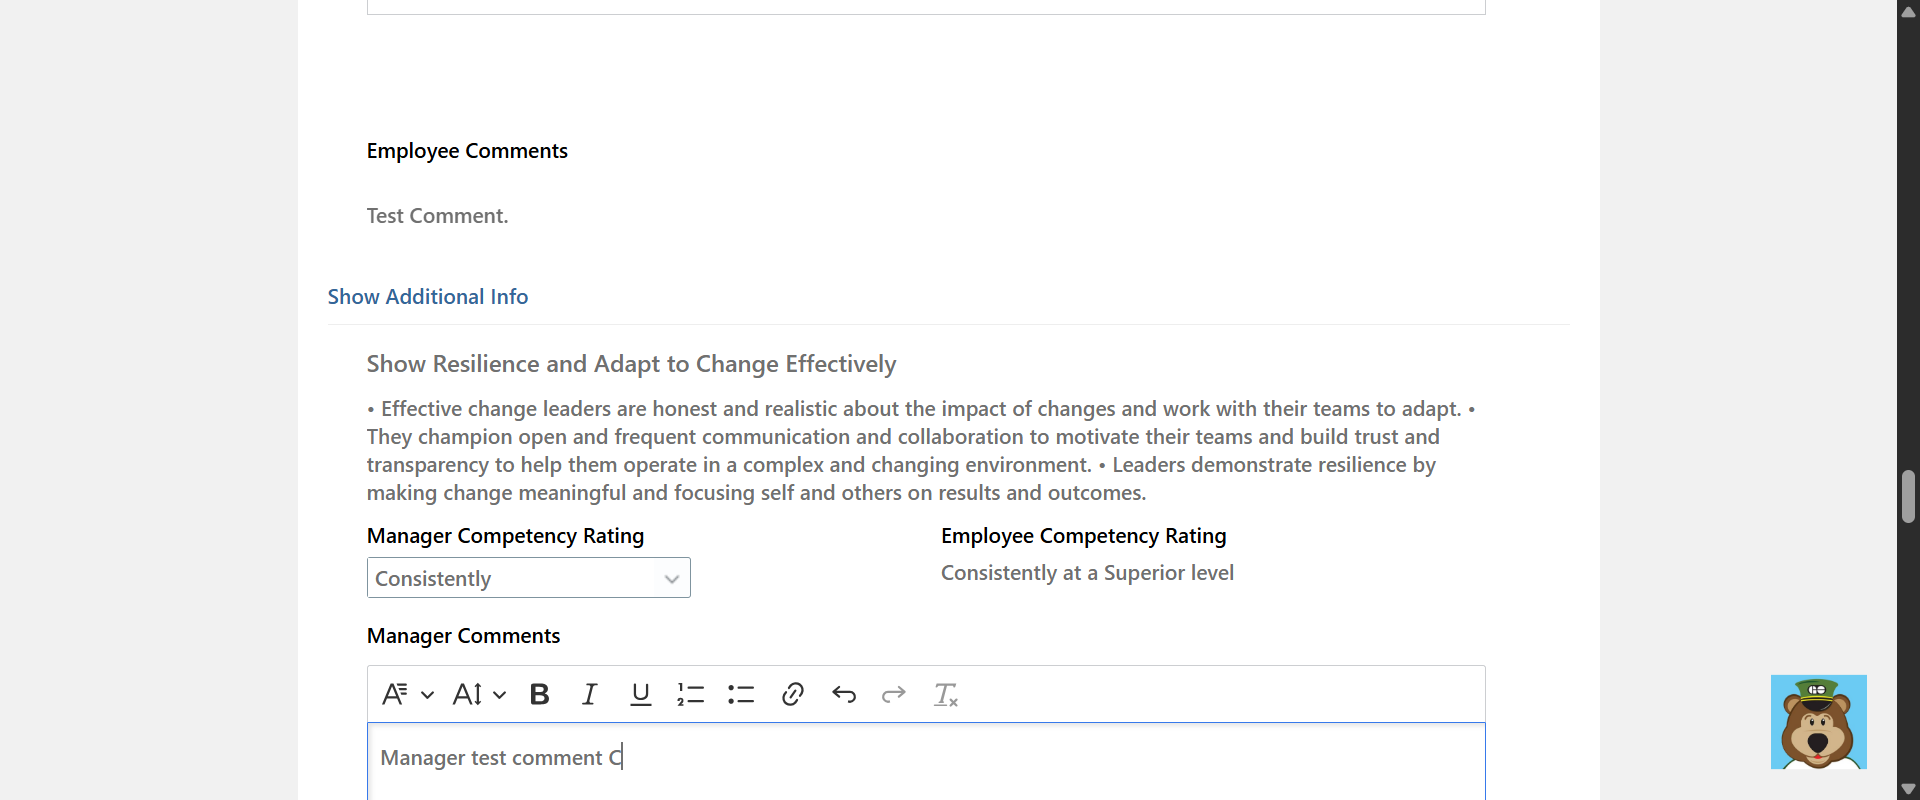 Employee Comments
Test Comment.
Show Additional Info
Show Resilience and Adapt to Change Effectively
• Effective change leaders are honest and realistic about the impact of changes and work with their teams to adapt. •
They champion open and frequent communication and collaboration to motivate their teams and build trust and
transparency to help them operate in a complex and changing environment. • Leaders demonstrate resilience by
making change meaningful and focusing self and others on results and outcomes.
Manager Competency Rating
Employee Competency Rating
Consistently
Consistently at a Superior level
Manager Comments
Manager test comment C
GO